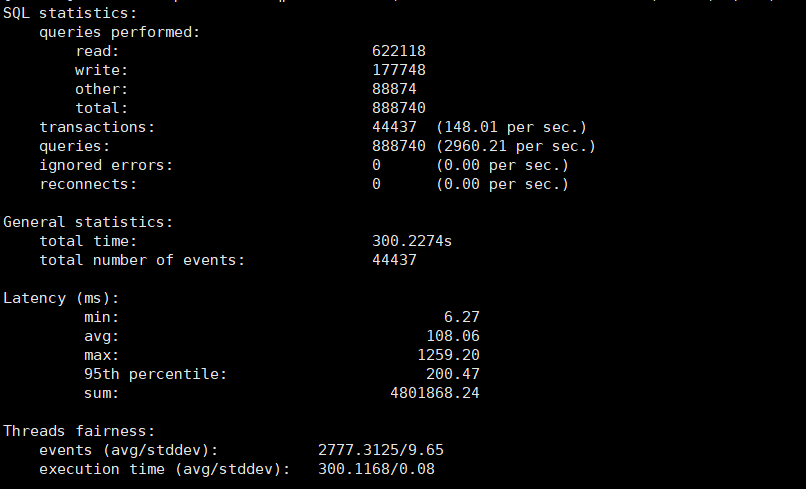 SQL statistics:
queries performed:
read: 622118
write: 177748
other: 88874
total: 888740
transactions: 44437 (148.01 per sec.)
queries: 888740 (2960.21 per sec.)
ignored errors: 0 (0.00 per sec.)
reconnects: 0 (0.00 per sec.)
General statistics:
total time: 300.2274s
total number of events: 44437
Latency (ms):
min: 6.27
avg: 108.06
max: 1259.20
95th percentile: 200.47
sum: 4801868.24
Threads fairness:
events (avg/stddev): 2777.3125/9.65
execution time (avg/stddev): 300.1168/0.08